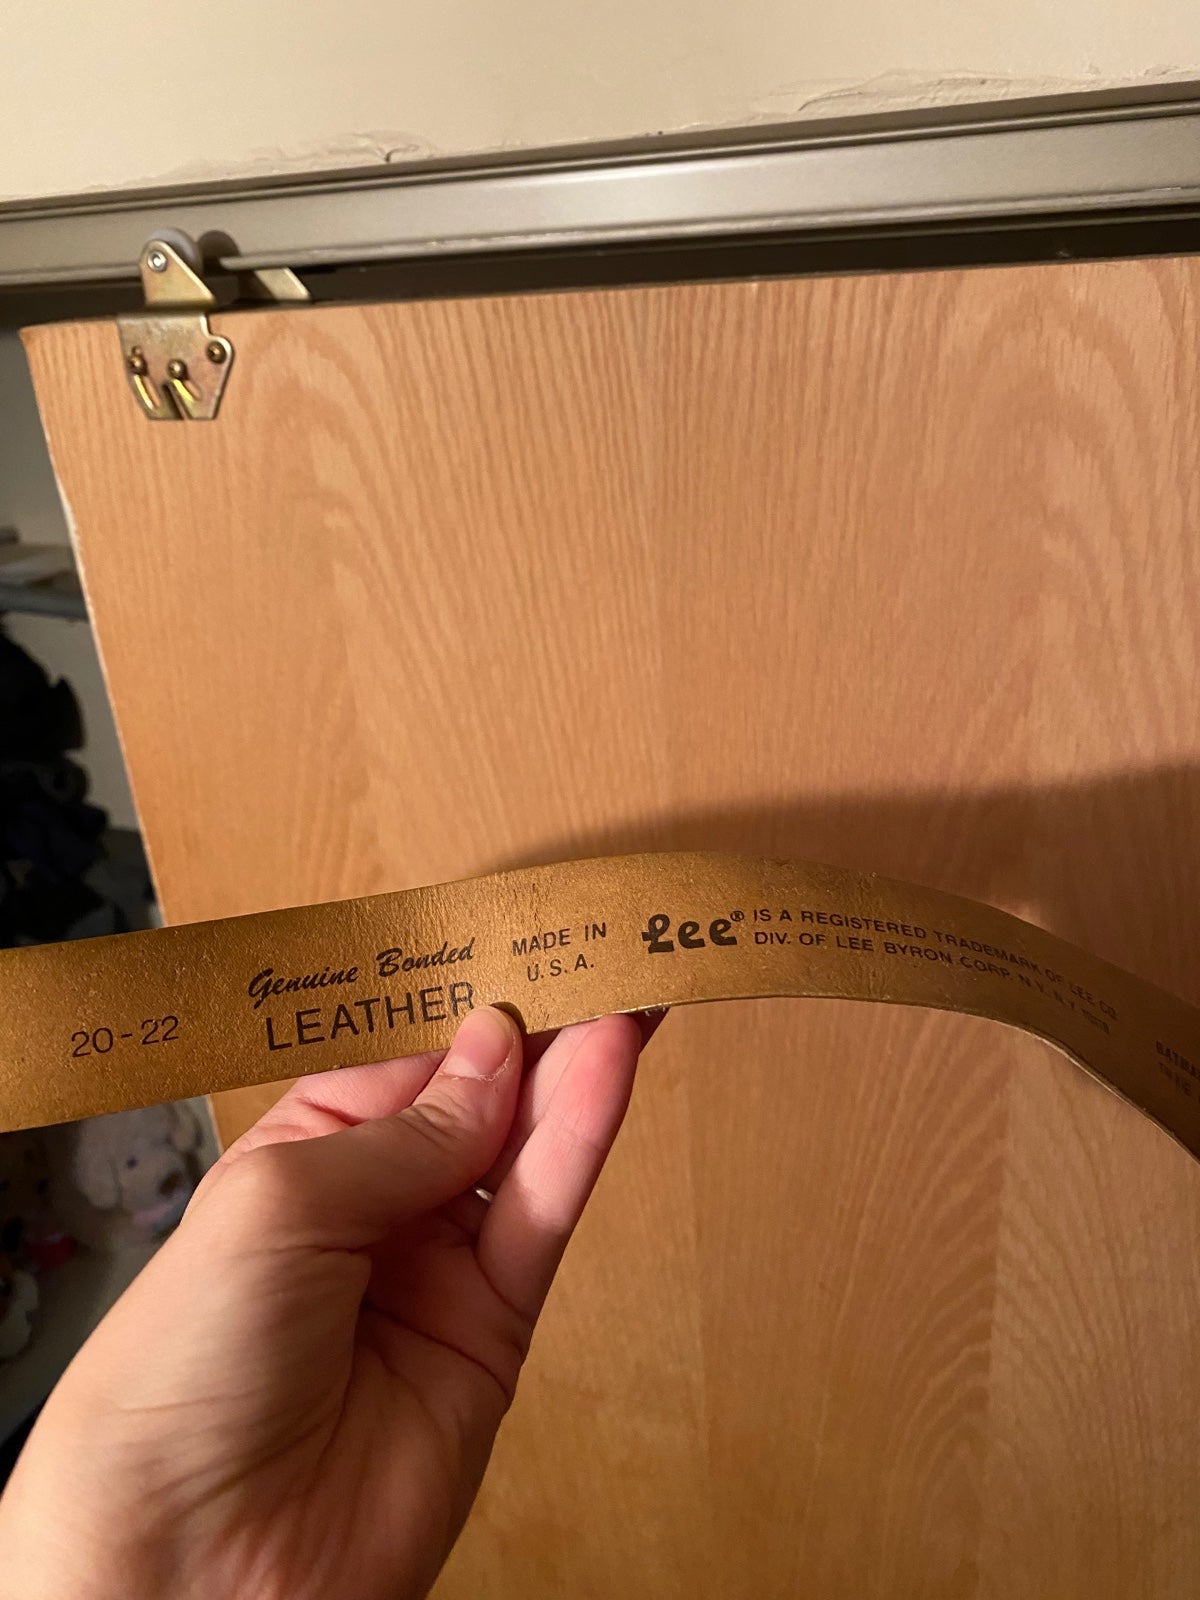 20-22
Genuine Bonded
LEATHER
MADE IN
U.S.A.
Lee® IS A REGISTERED TRADEMARK OF LEE CO.
DIV. OF LEE BYRON CORP. N.Y. N.Y.